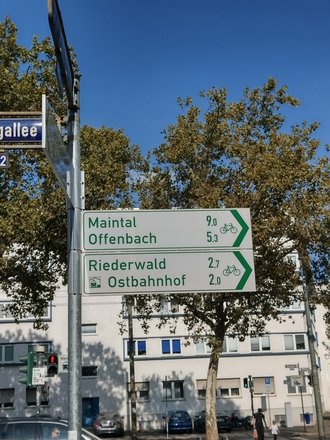 gallee
2
Maintal 9,0
Offenbach 5,3
Riederwald 2,7
Ostbahnhof 2,0